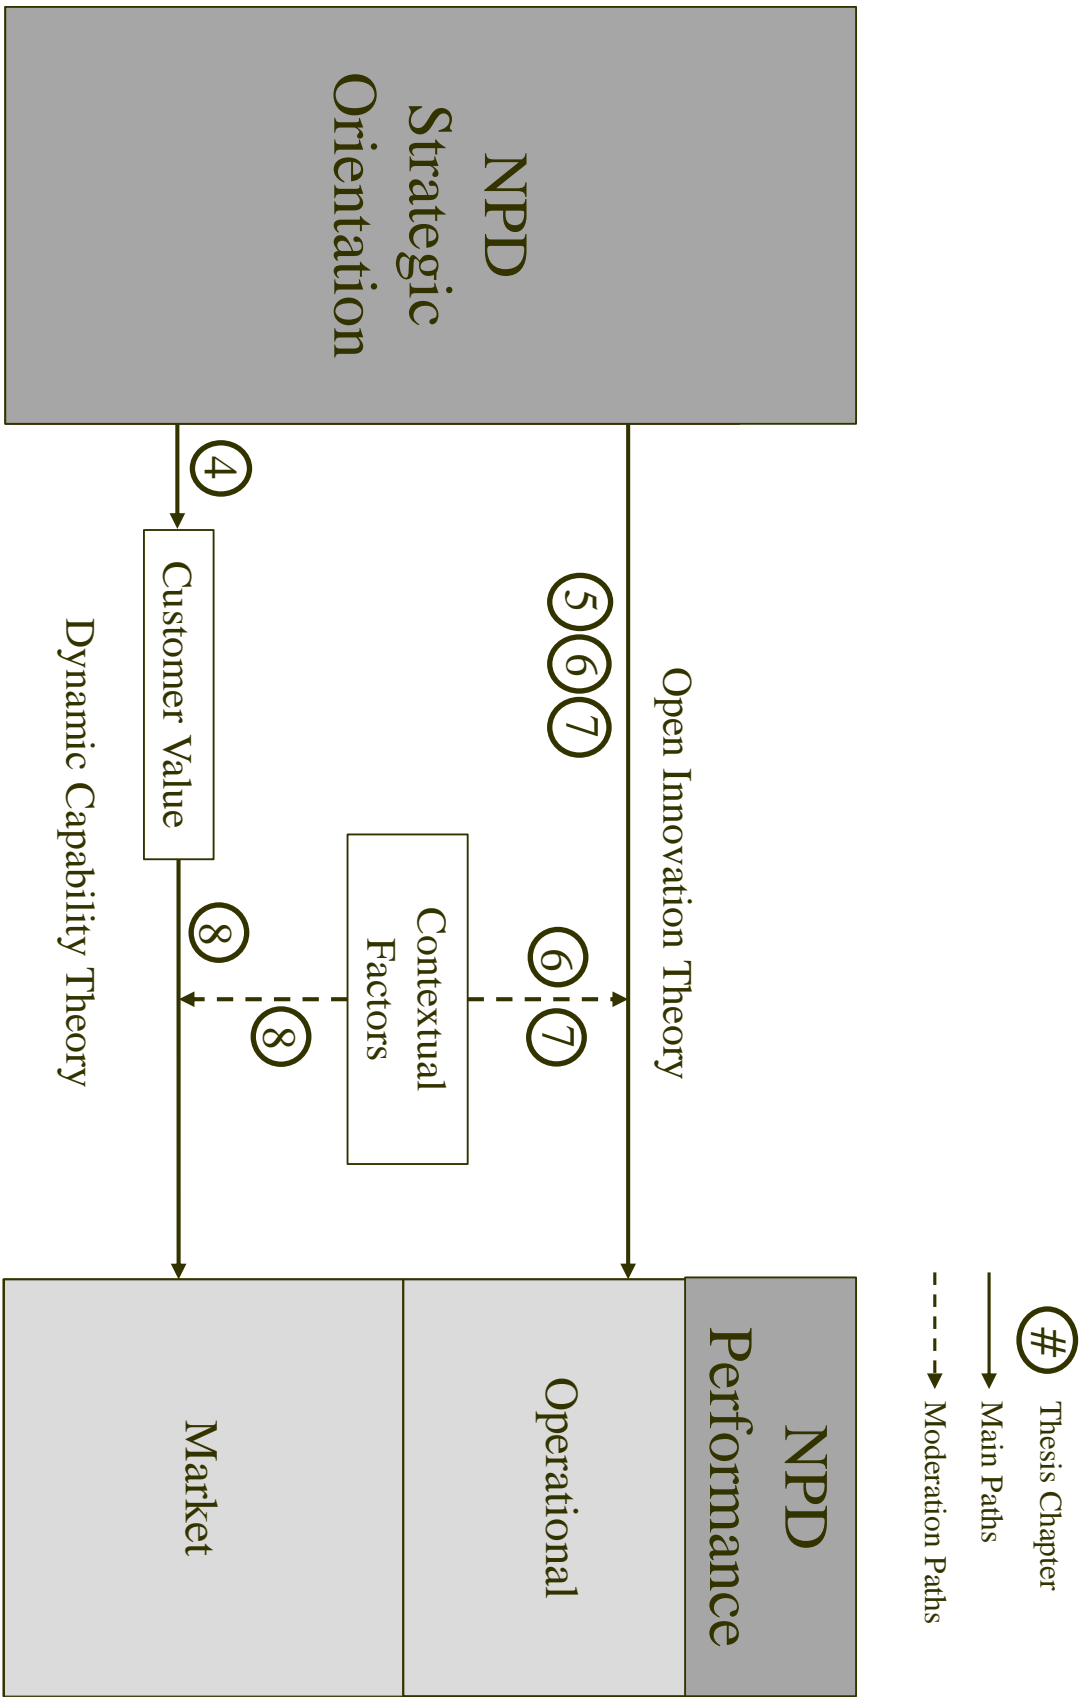 # Thesis Chapter
Main Paths
Moderation Paths
NPD
Strategic
Orientation
NPD
Performance
Operational
Market
Open Innovation Theory
5 6 7
6 7
Contextual
Factors
4
8
8
Customer Value
Dynamic Capability Theory